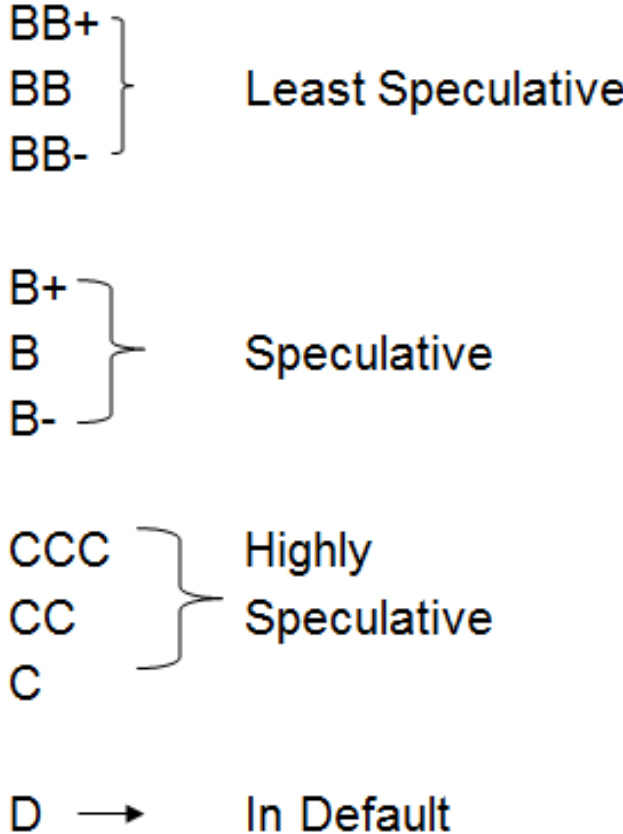 BB+
BB Least Speculative
BB-
B+
B Speculative
B-
CCC Highly
CC Speculative
C
D In Default